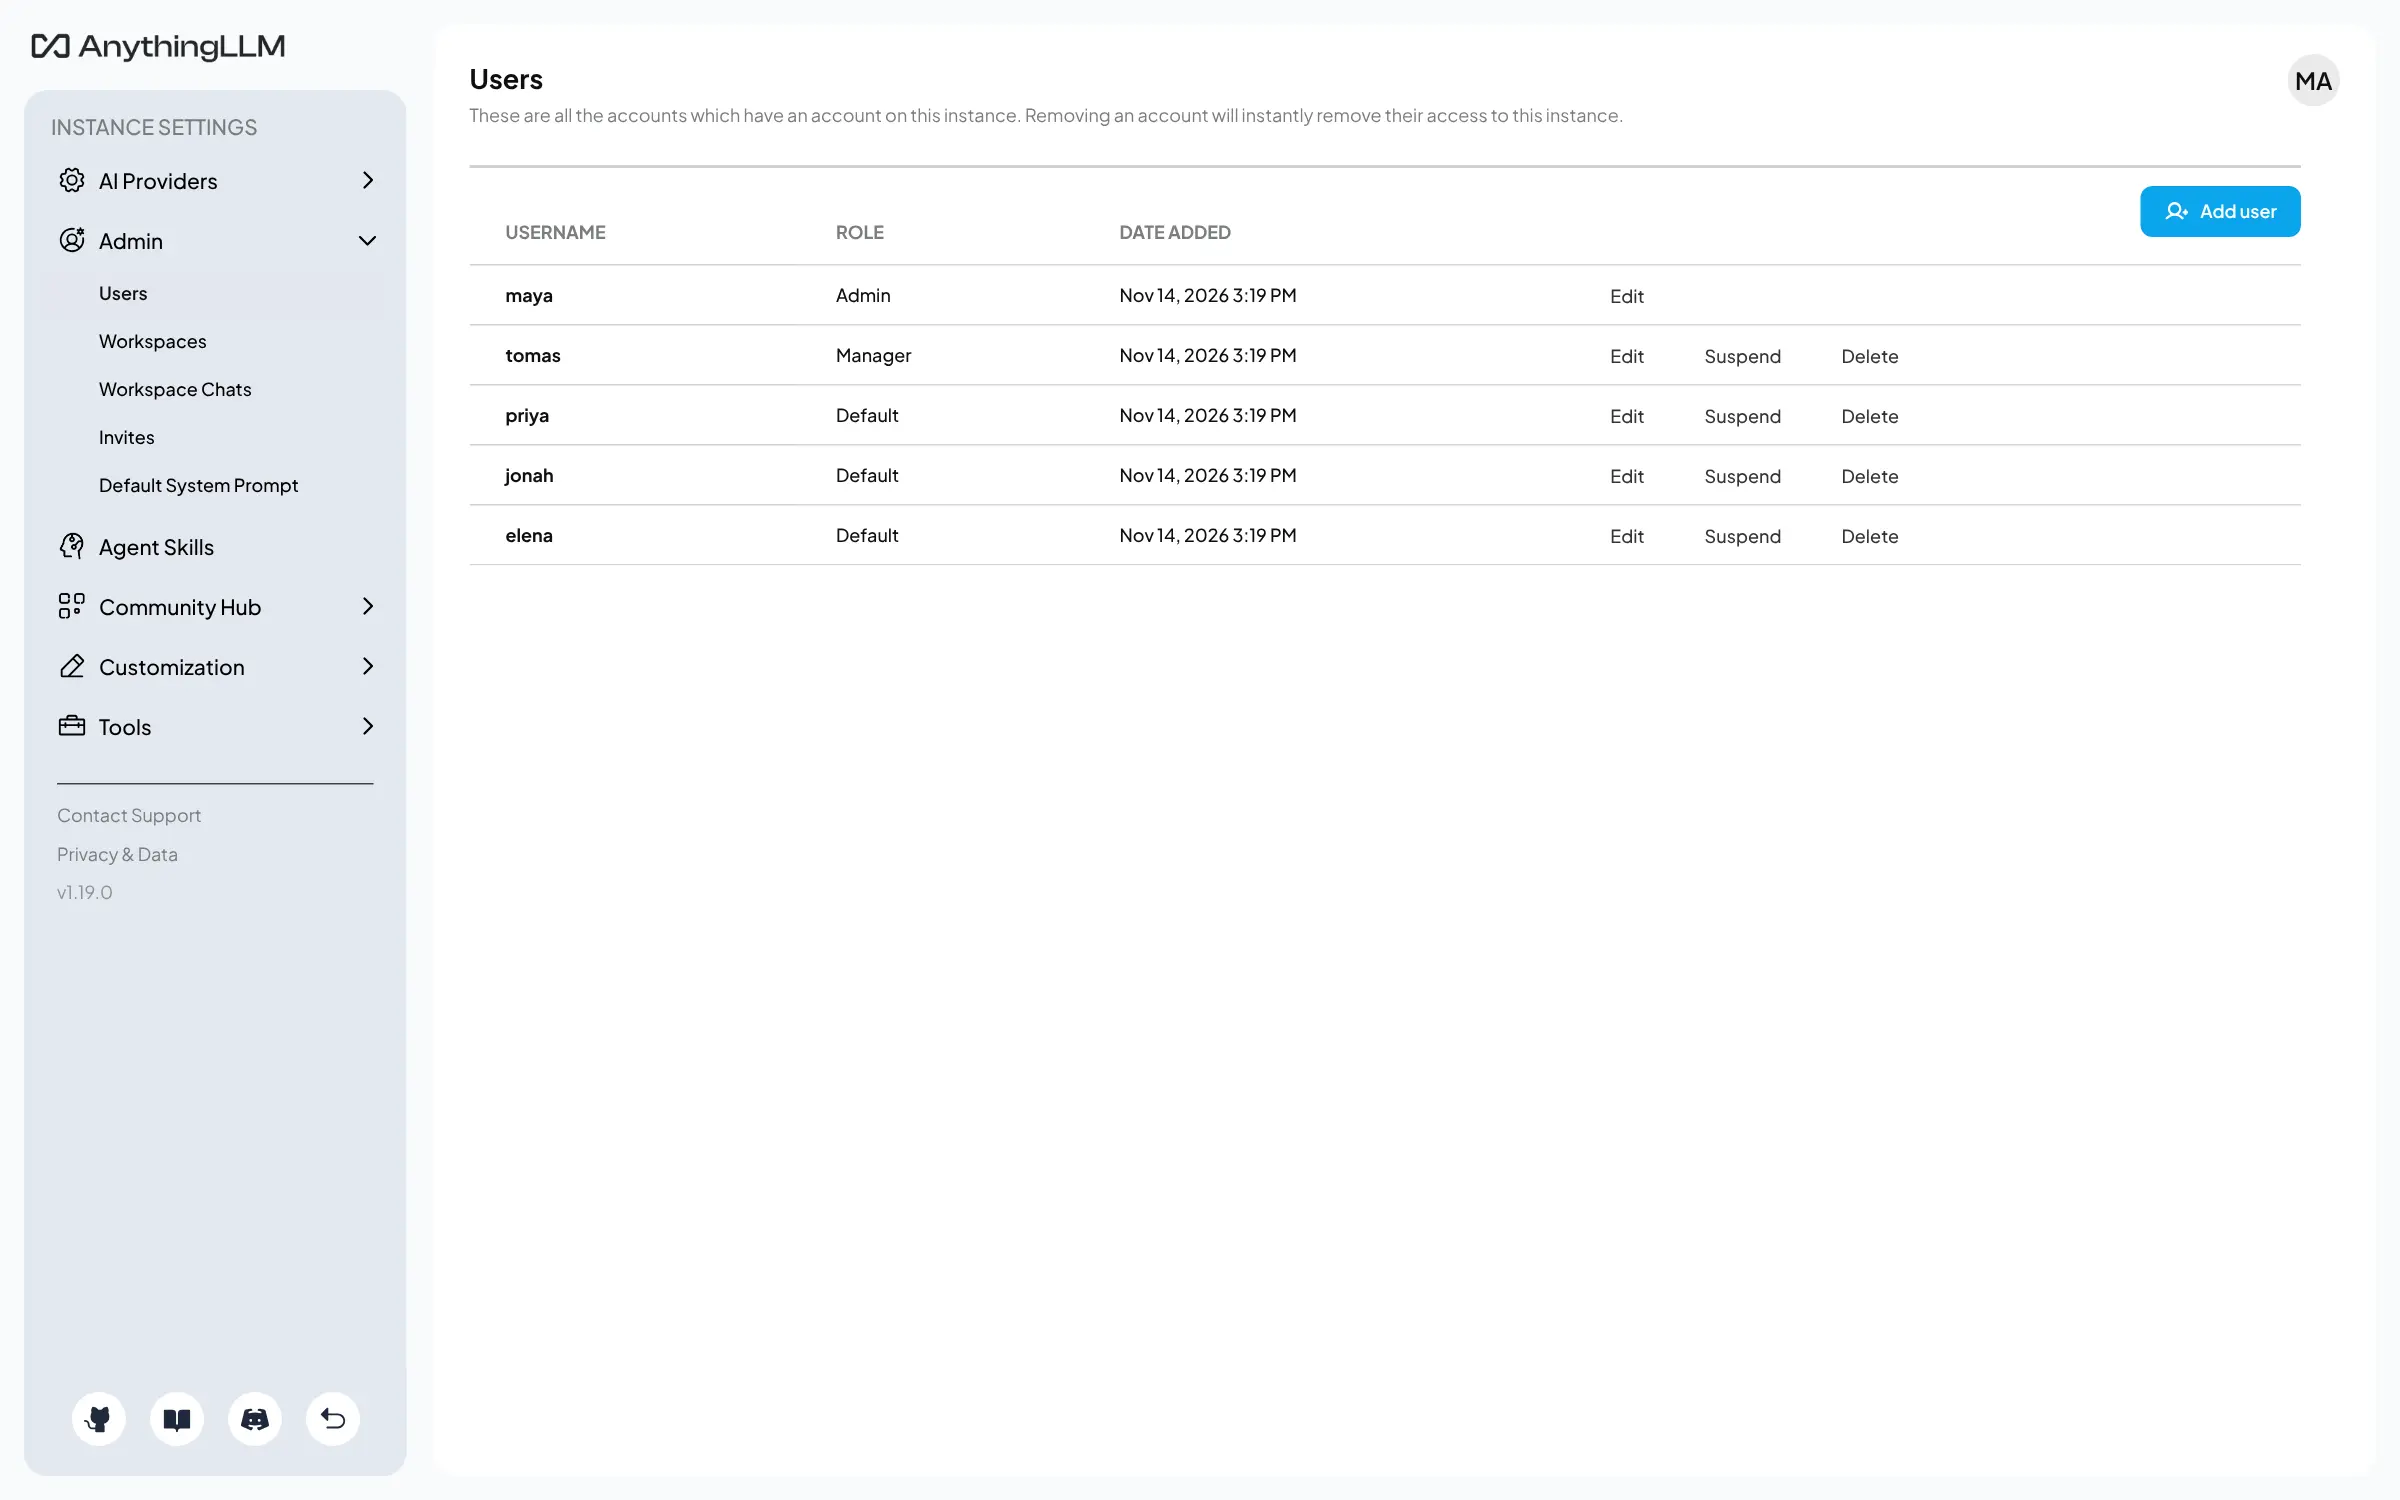 AnythingLLM
INSTANCE SETTINGS
AI Providers
Admin
Users
Workspaces
Workspace Chats
Invites
Default System Prompt
Agent Skills
Community Hub
Customization
Tools
Contact Support
Privacy & Data
v1.19.0
Users
MA
These are all the accounts which have an account on this instance. Removing an account will instantly remove their access to this instance.
Add user
USERNAME ROLE DATE ADDED
maya Admin Nov 14, 2026 3:19 PM Edit
tomas Manager Nov 14, 2026 3:19 PM Edit Suspend Delete
priya Default Nov 14, 2026 3:19 PM Edit Suspend Delete
jonah Default Nov 14, 2026 3:19 PM Edit Suspend Delete
elena Default Nov 14, 2026 3:19 PM Edit Suspend Delete